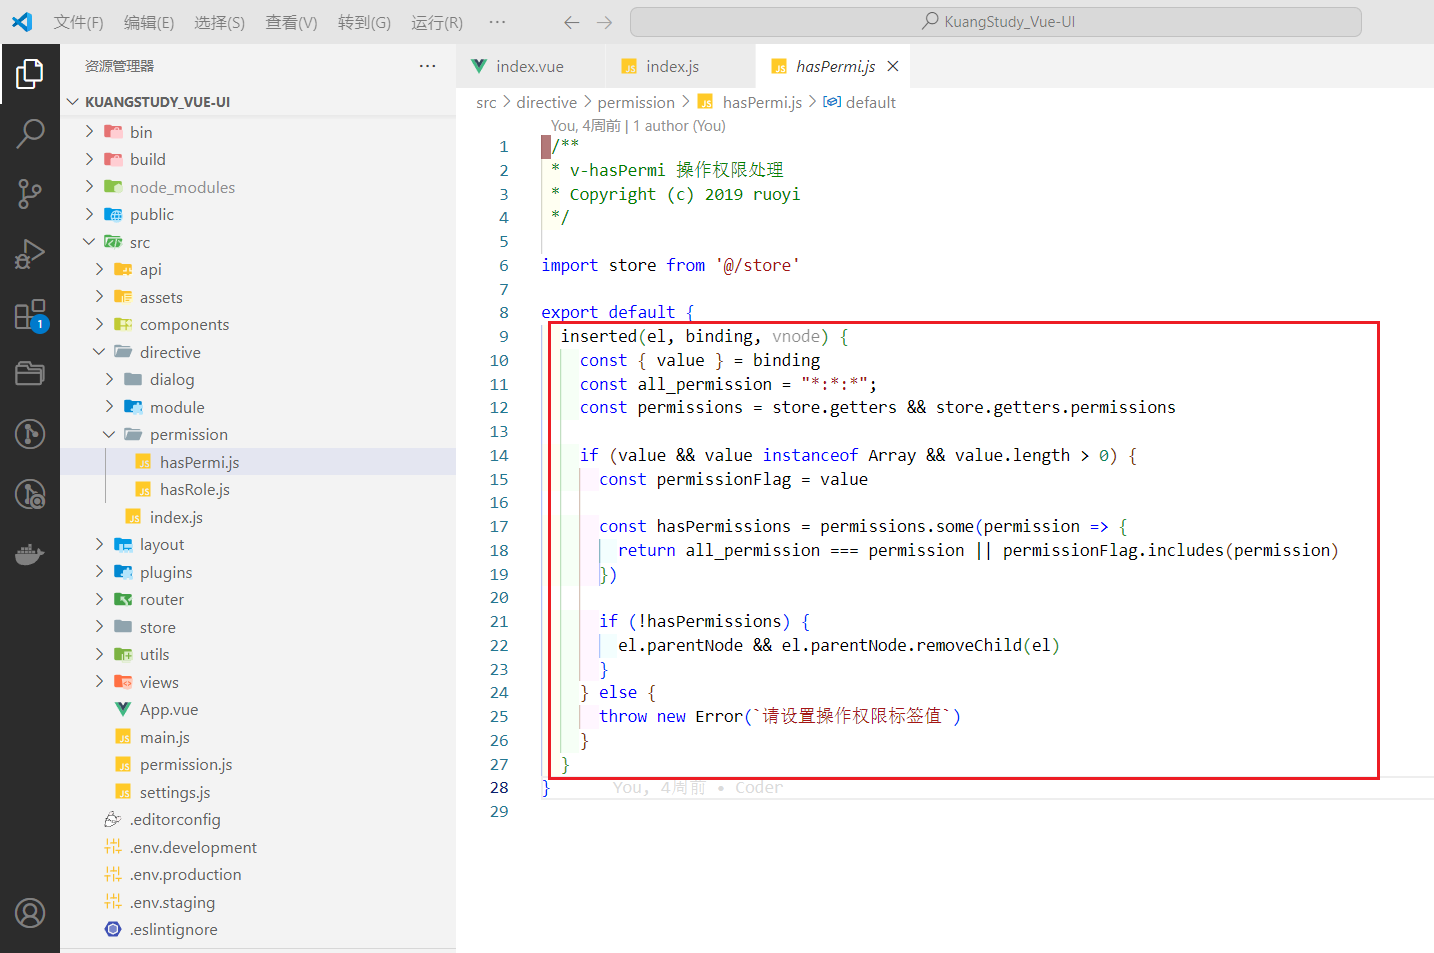 文件(F) 编辑(E) 选择(S) 查看(V) 转到(G) 运行(R) ··· KuangStudy_Vue-UI
资源管理器 ···
KUANGSTUDY_VUE-UI
bin
build
node_modules
public
src
api
assets
components
directive
dialog
module
permission
hasPermi.js
hasRole.js
index.js
layout
plugins
router
store
utils
views
App.vue
main.js
permission.js
settings.js
.editorconfig
.env.development
.env.production
.env.staging
.eslintignore
1
index.vue index.js hasPermi.js
src > directive > permission > hasPermi.js > default
You, 4周前 | 1 author (You)
1 /**
2 * v-hasPermi 操作权限处理
3 * Copyright (c) 2019 ruoyi
4 */
5
6 import store from '@/store'
7
8 export default {
9 inserted(el, binding, vnode) {
10 const { value } = binding
11 const all_permission = "*:*:*";
12 const permissions = store.getters && store.getters.permissions
13
14 if (value && value instanceof Array && value.length > 0) {
15 const permissionFlag = value
16
17 const hasPermissions = permissions.some(permission => {
18 return all_permission === permission || permissionFlag.includes(permission)
19 })
20
21 if (!hasPermissions) {
22 el.parentNode && el.parentNode.removeChild(el)
23 }
24 } else {
25 throw new Error(`请设置操作权限标签值`)
26 }
27 }
28 } You, 4周前 • Coder
29